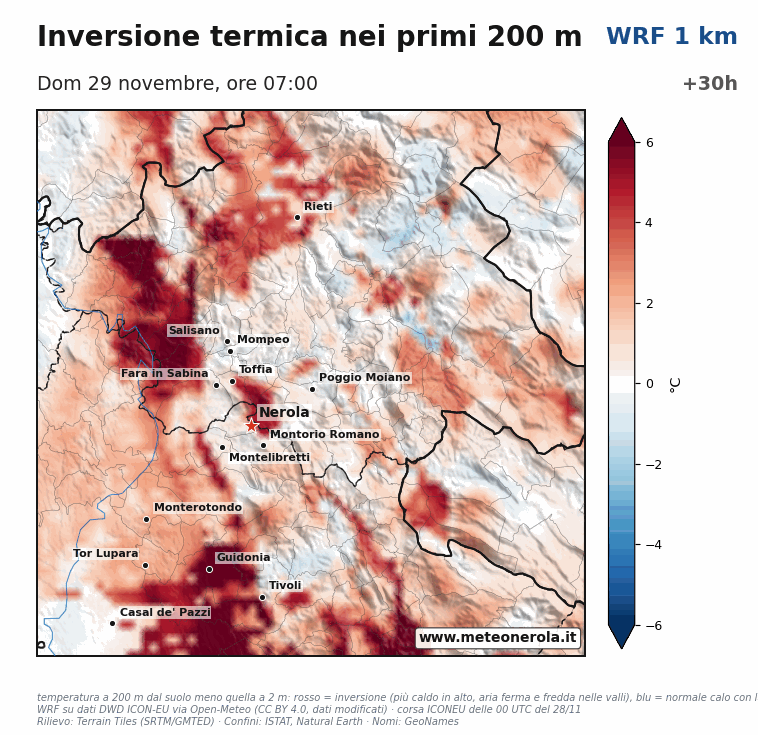 Inversione termica nei primi 200 m WRF 1 km
Dom 29 novembre, ore 07:00 +30h
Rieti
Salisano
Mompeo
Fara in Sabina
Toffia
Poggio Moiano
Nerola
Montorio Romano
Montelibretti
Monterotondo
Tor Lupara
Guidonia
Tivoli
Casal de' Pazzi
www.meteonerola.it
6
4
2
0
−2
−4
−6
°C
temperatura a 200 m dal suolo meno quella a 2 m: rosso = inversione (più caldo in alto, aria ferma e fredda nelle valli), blu = normale calo con l
WRF su dati DWD ICON-EU via Open-Meteo (CC BY 4.0, dati modificati) · corsa ICONEU delle 00 UTC del 28/11
Rilievo: Terrain Tiles (SRTM/GMTED) · Confini: ISTAT, Natural Earth · Nomi: GeoNames